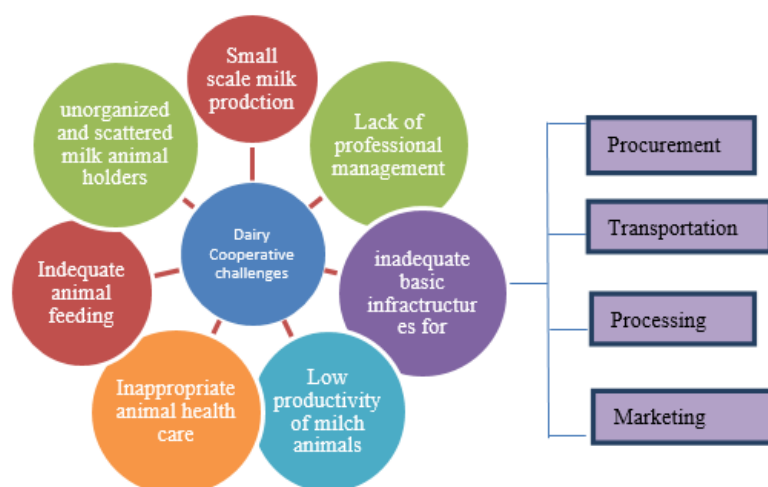 Small
scale milk
prodction
Lack of
professional
management
inadequate
basic
infractructur
es for
Low
productivity
of milch
animals
Inappropriate
animal health
care
Indequate
animal
feeding
unorganized
and scattered
milk animal
holders
Dairy
Cooperative
challenges
Procurement
Transportation
Processing
Marketing